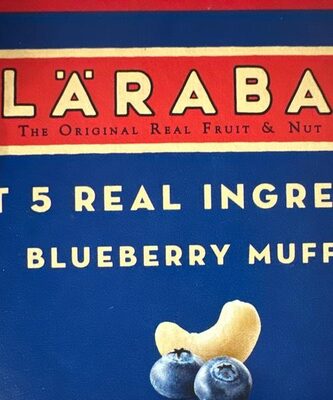 LÄRABA
THE ORIGINAL REAL FRUIT & NUT
T 5 REAL INGRE
BLUEBERRY MUFF